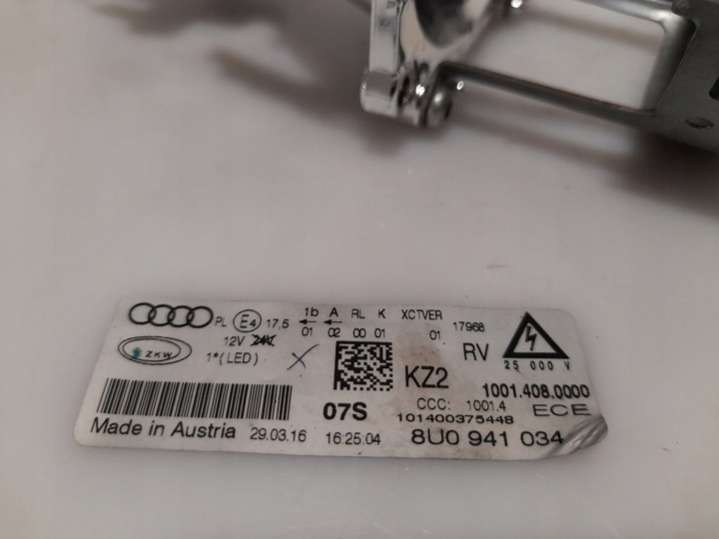 1b A RL K XCTVER
PL E4 17.5 01 02 00 01 01 17968
12V 24V
ZKW 1*(LED) RV 25 000 V
KZ2 1001.408.0000
CCC: 1001.4 ECE
07S 101400375448
Made in Austria 29.03.16 16:25:04 8U0 941 034